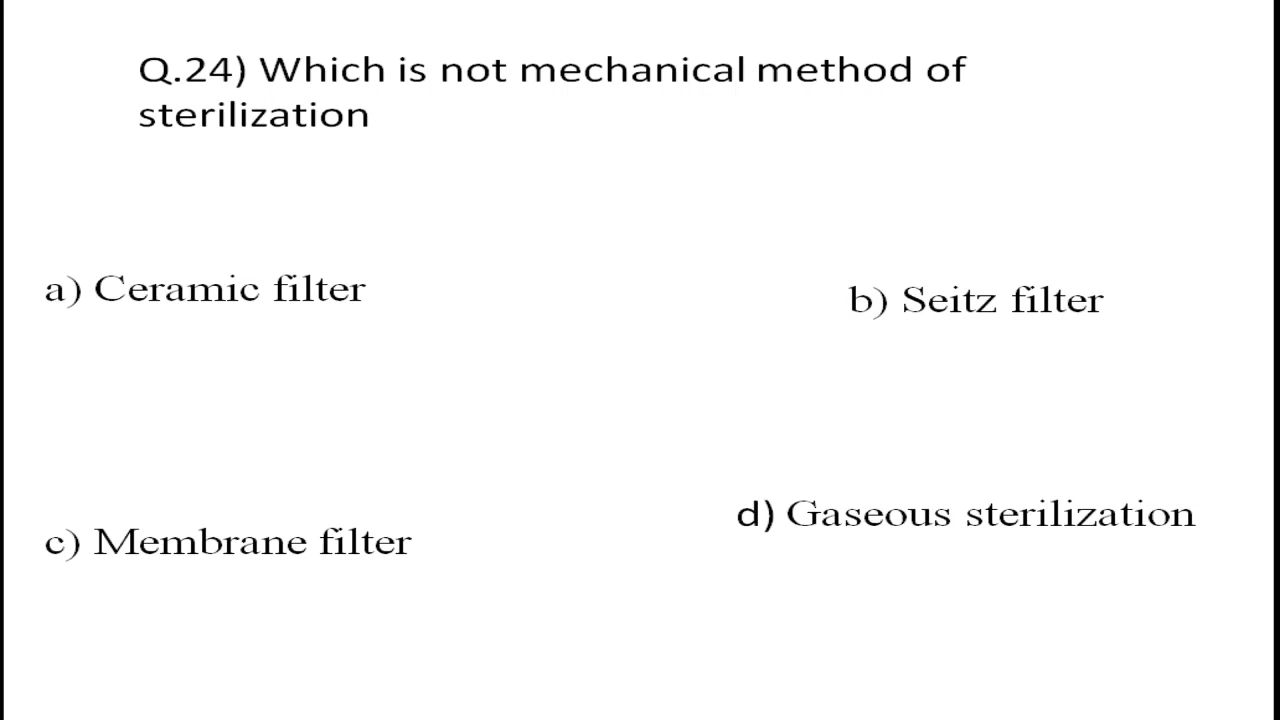 Q.24) Which is not mechanical method of
sterilization
a) Ceramic filter
b) Seitz filter
c) Membrane filter
d) Gaseous sterilization